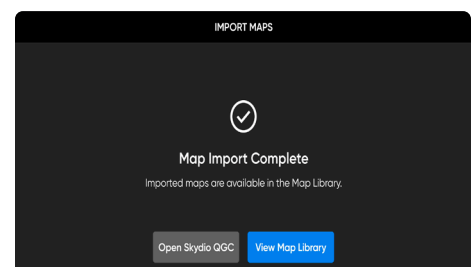 IMPORT MAPS
Map Import Complete
Imported maps are available in the Map Library.
Open Skydio QGC
View Map Library